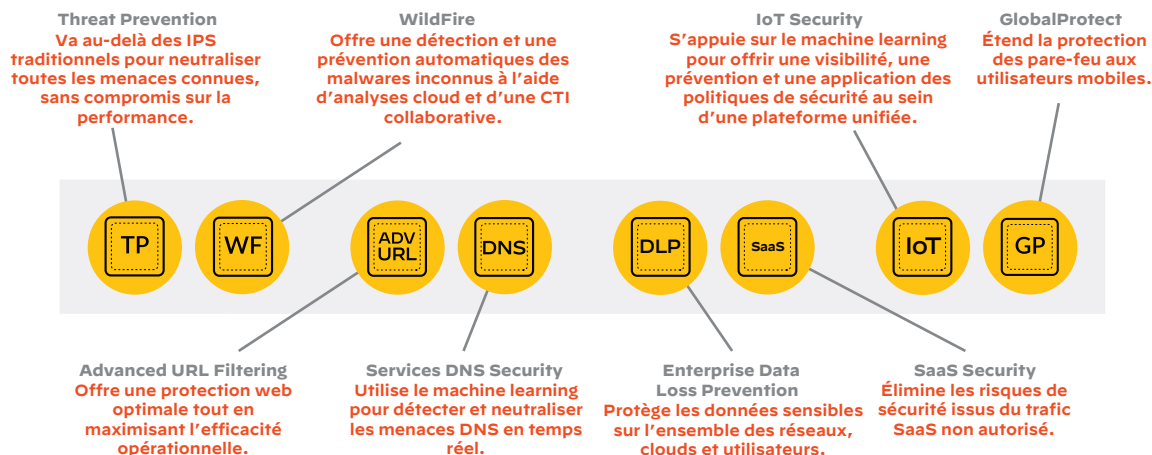 Threat Prevention
Va au-delà des IPS
traditionnels pour neutraliser
toutes les menaces connues,
sans compromis sur la
performance.
WildFire
Offre une détection et une
prévention automatiques des
malwares inconnus à l’aide
d’analyses cloud et d’une CTI
collaborative.
IoT Security
S’appuie sur le machine learning
pour offrir une visibilité, une
prévention et une application des
politiques de sécurité au sein
d’une plateforme unifiée.
GlobalProtect
Étend la protection
des pare-feu aux
utilisateurs mobiles.
TP
WF
ADV
URL
DNS
DLP
SaaS
IoT
GP
Advanced URL Filtering
Offre une protection web
optimale tout en
maximisant l’efficacité
opérationnelle.
Services DNS Security
Utilise le machine learning
pour détecter et neutraliser
les menaces DNS en temps
réel.
Enterprise Data
Loss Prevention
Protège les données sensibles
sur l’ensemble des réseaux,
clouds et utilisateurs.
SaaS Security
Élimine les risques de
sécurité issus du trafic
SaaS non autorisé.